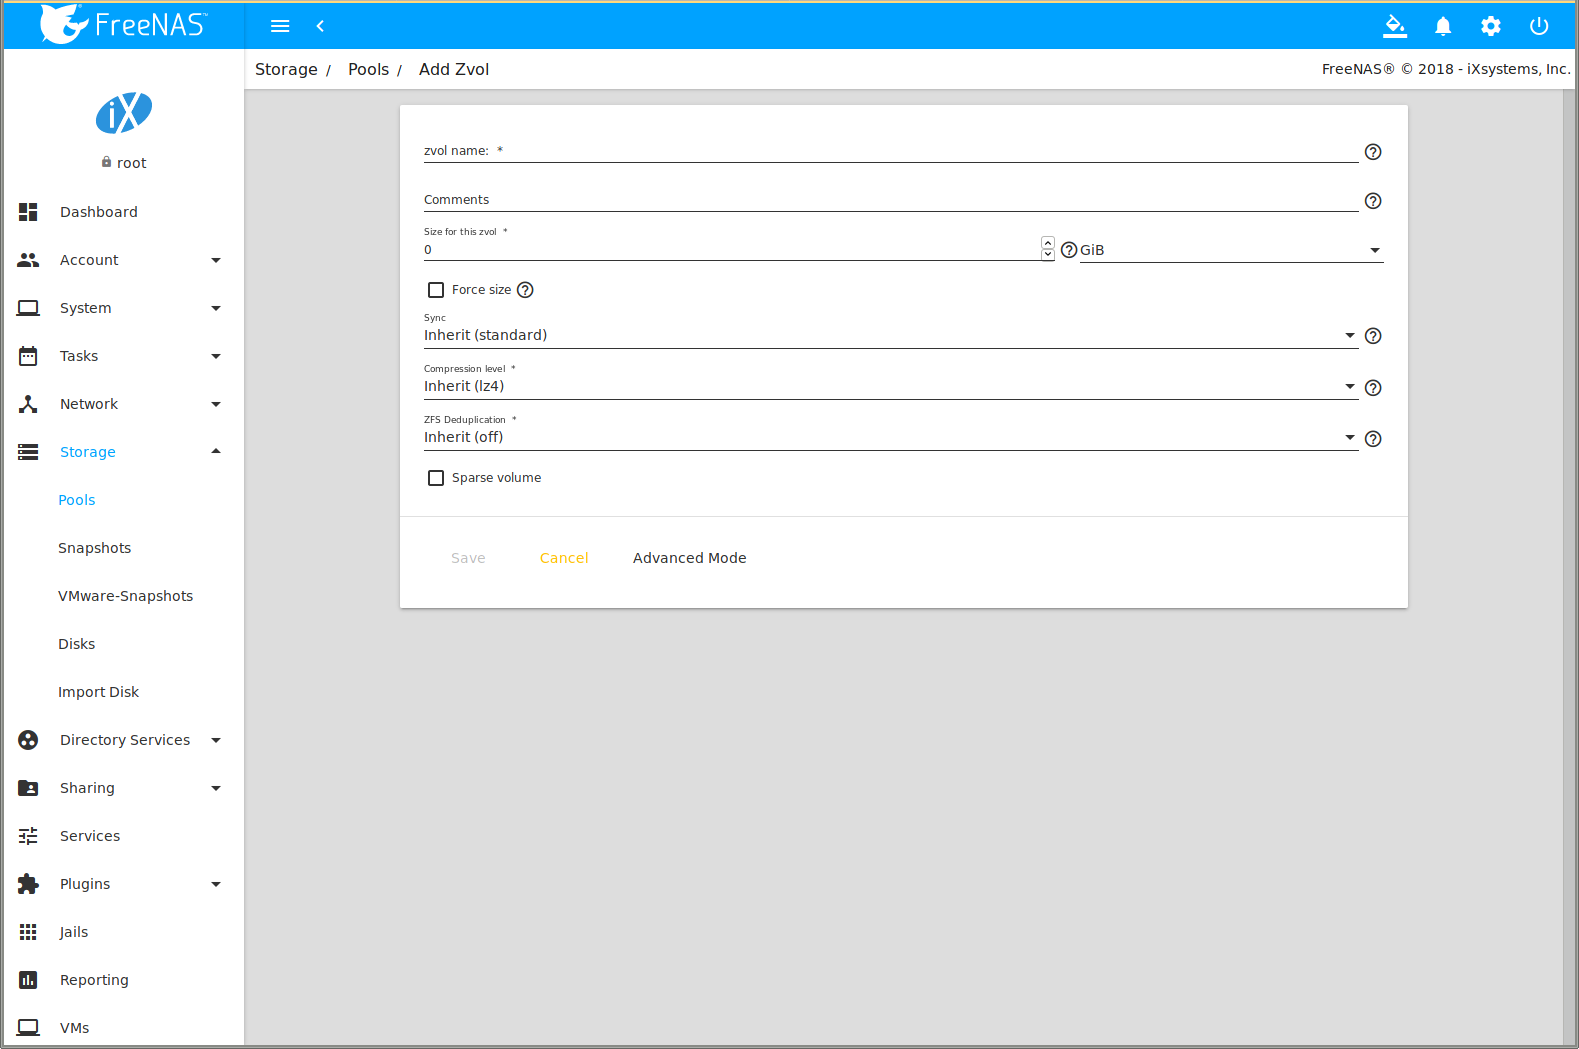 FreeNAS™
Storage / Pools / Add Zvol
FreeNAS® © 2018 - iXsystems, Inc.
iX
root
Dashboard
Account
System
Tasks
Network
Storage
Pools
Snapshots
VMware-Snapshots
Disks
Import Disk
Directory Services
Sharing
Services
Plugins
Jails
Reporting
VMs
zvol name: *
Comments
Size for this zvol *
0
GiB
Force size
Sync
Inherit (standard)
Compression level *
Inherit (lz4)
ZFS Deduplication *
Inherit (off)
Sparse volume
Save Cancel Advanced Mode